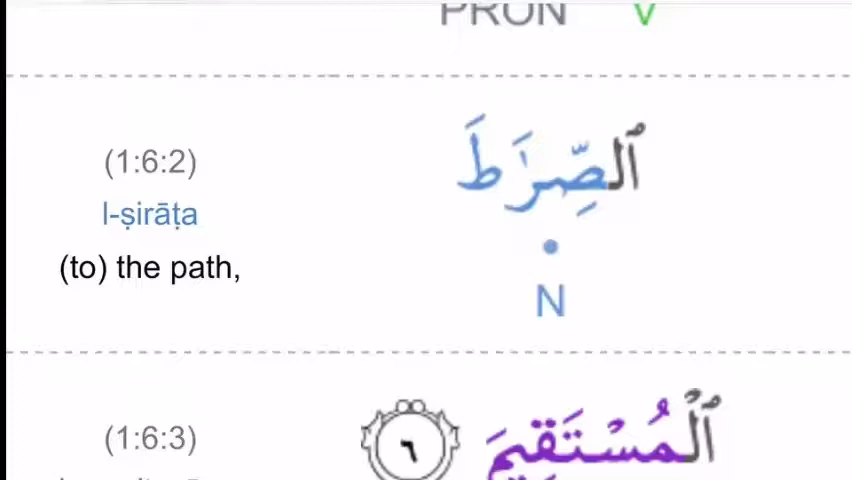 PRON V
(1:6:2)
l-ṣirāṭa
(to) the path,
ٱلصِّرَٰطَ
N
(1:6:3)
ٱلْمُسْتَقِيمَ ٦